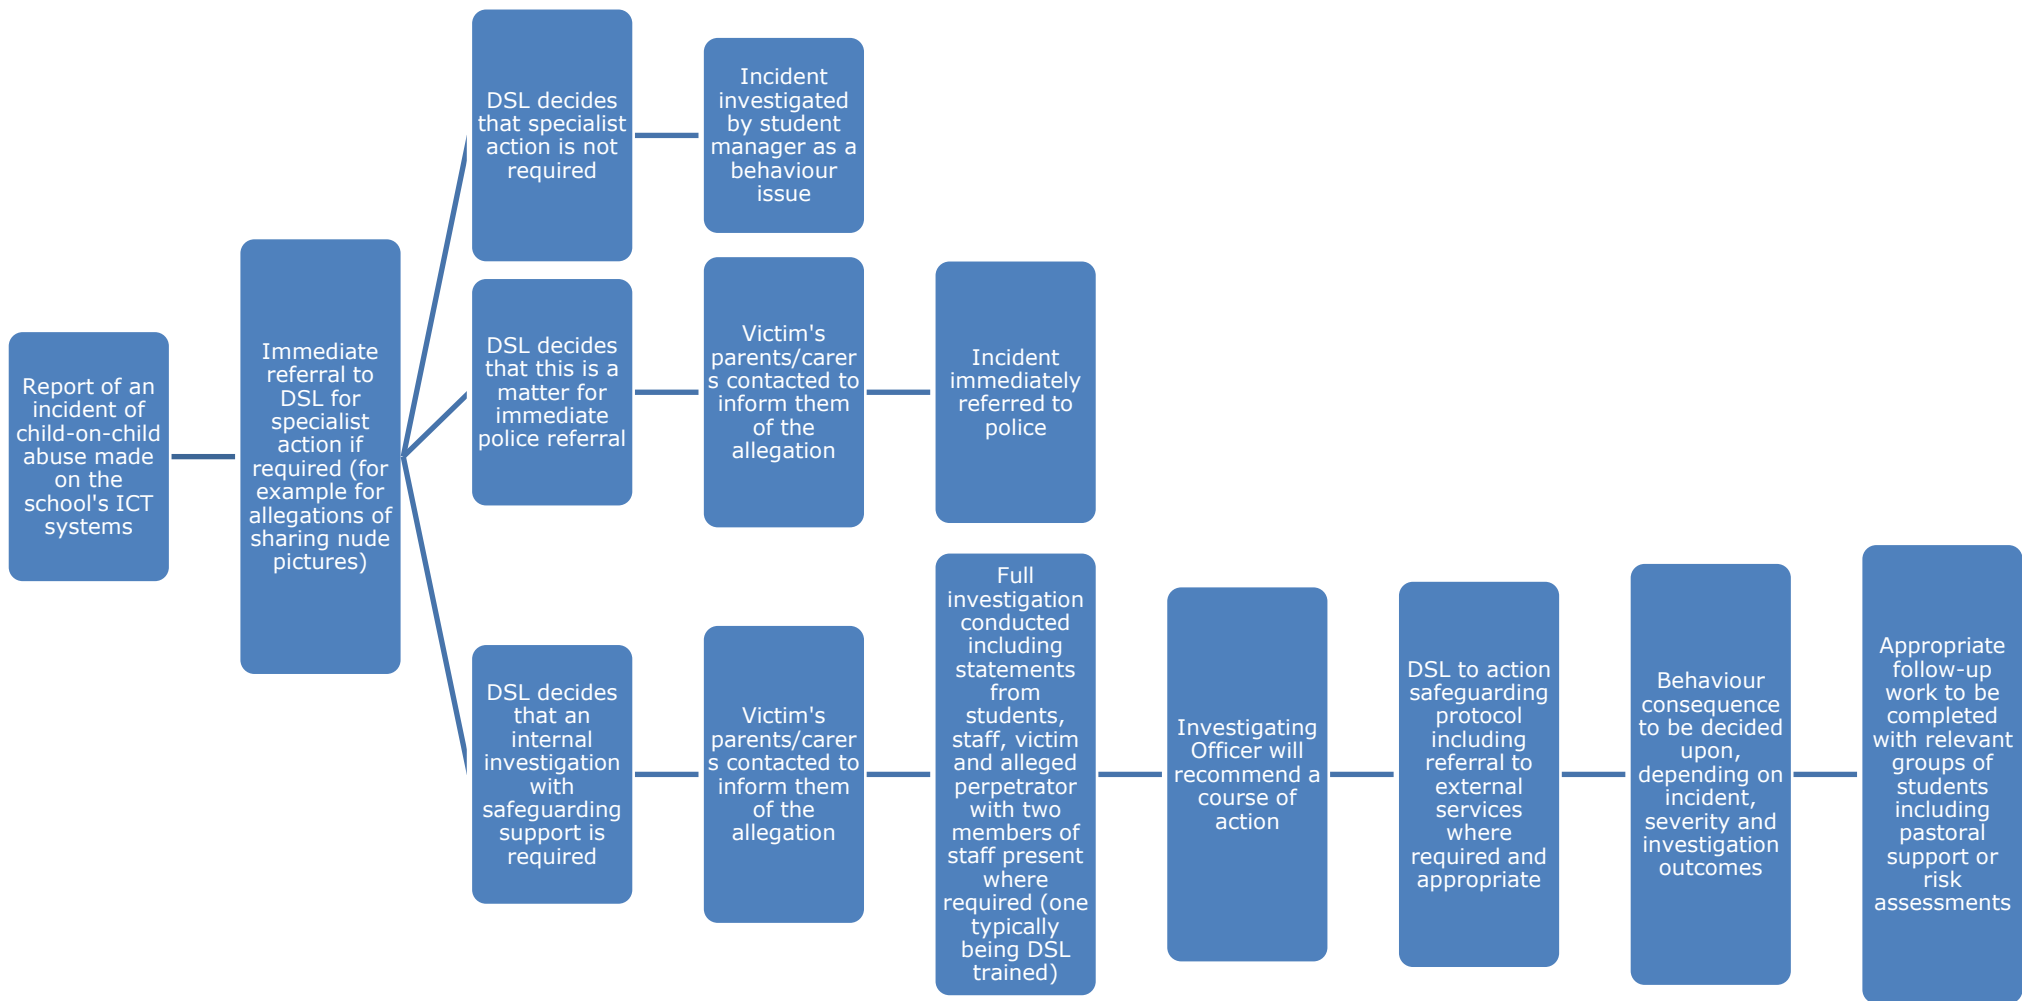 Report of an
incident of
child-on-child
abuse made
on the
school's ICT
systems
Immediate
referral to
DSL for
specialist
action if
required (for
example for
allegations of
sharing nude
pictures)
DSL decides
that specialist
action is not
required
Incident
investigated
by student
manager as a
behaviour
issue
DSL decides
that this is a
matter for
immediate
police referral
Victim's
parents/carer
s contacted to
inform them
of the
allegation
Incident
immediately
referred to
police
DSL decides
that an
internal
investigation
with
safeguarding
support is
required
Victim's
parents/carer
s contacted to
inform them
of the
allegation
Full
investigation
conducted
including
statements
from
students,
staff, victim
and alleged
perpetrator
with two
members of
staff present
where
required (one
typically
being DSL
trained)
Investigating
Officer will
recommend a
course of
action
DSL to action
safeguarding
protocol
including
referral to
external
services
where
required and
appropriate
Behaviour
consequence
to be decided
upon,
depending on
incident,
severity and
investigation
outcomes
Appropriate
follow-up
work to be
completed
with relevant
groups of
students
including
pastoral
support or
risk
assessments